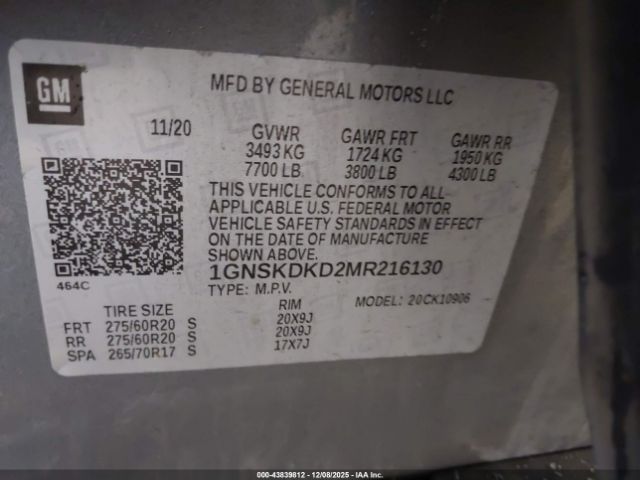 GM
MFD BY GENERAL MOTORS LLC
11/20 GVWR GAWR FRT GAWR RR
3493 KG 1724 KG 1950 KG
7700 LB 3800 LB 4300 LB
THIS VEHICLE CONFORMS TO ALL
APPLICABLE U.S. FEDERAL MOTOR
VEHICLE SAFETY STANDARDS IN EFFECT
ON THE DATE OF MANUFACTURE
SHOWN ABOVE.
1GNSKDKD2MR216130
464C
TYPE: M.P.V. MODEL: 20CK10906
TIRE SIZE RIM
FRT 275/60R20 S 20X9J
RR 275/60R20 S 20X9J
SPA 265/70R17 S 17X7J
000-43839812 - 12/08/2025 - IAA, Inc.